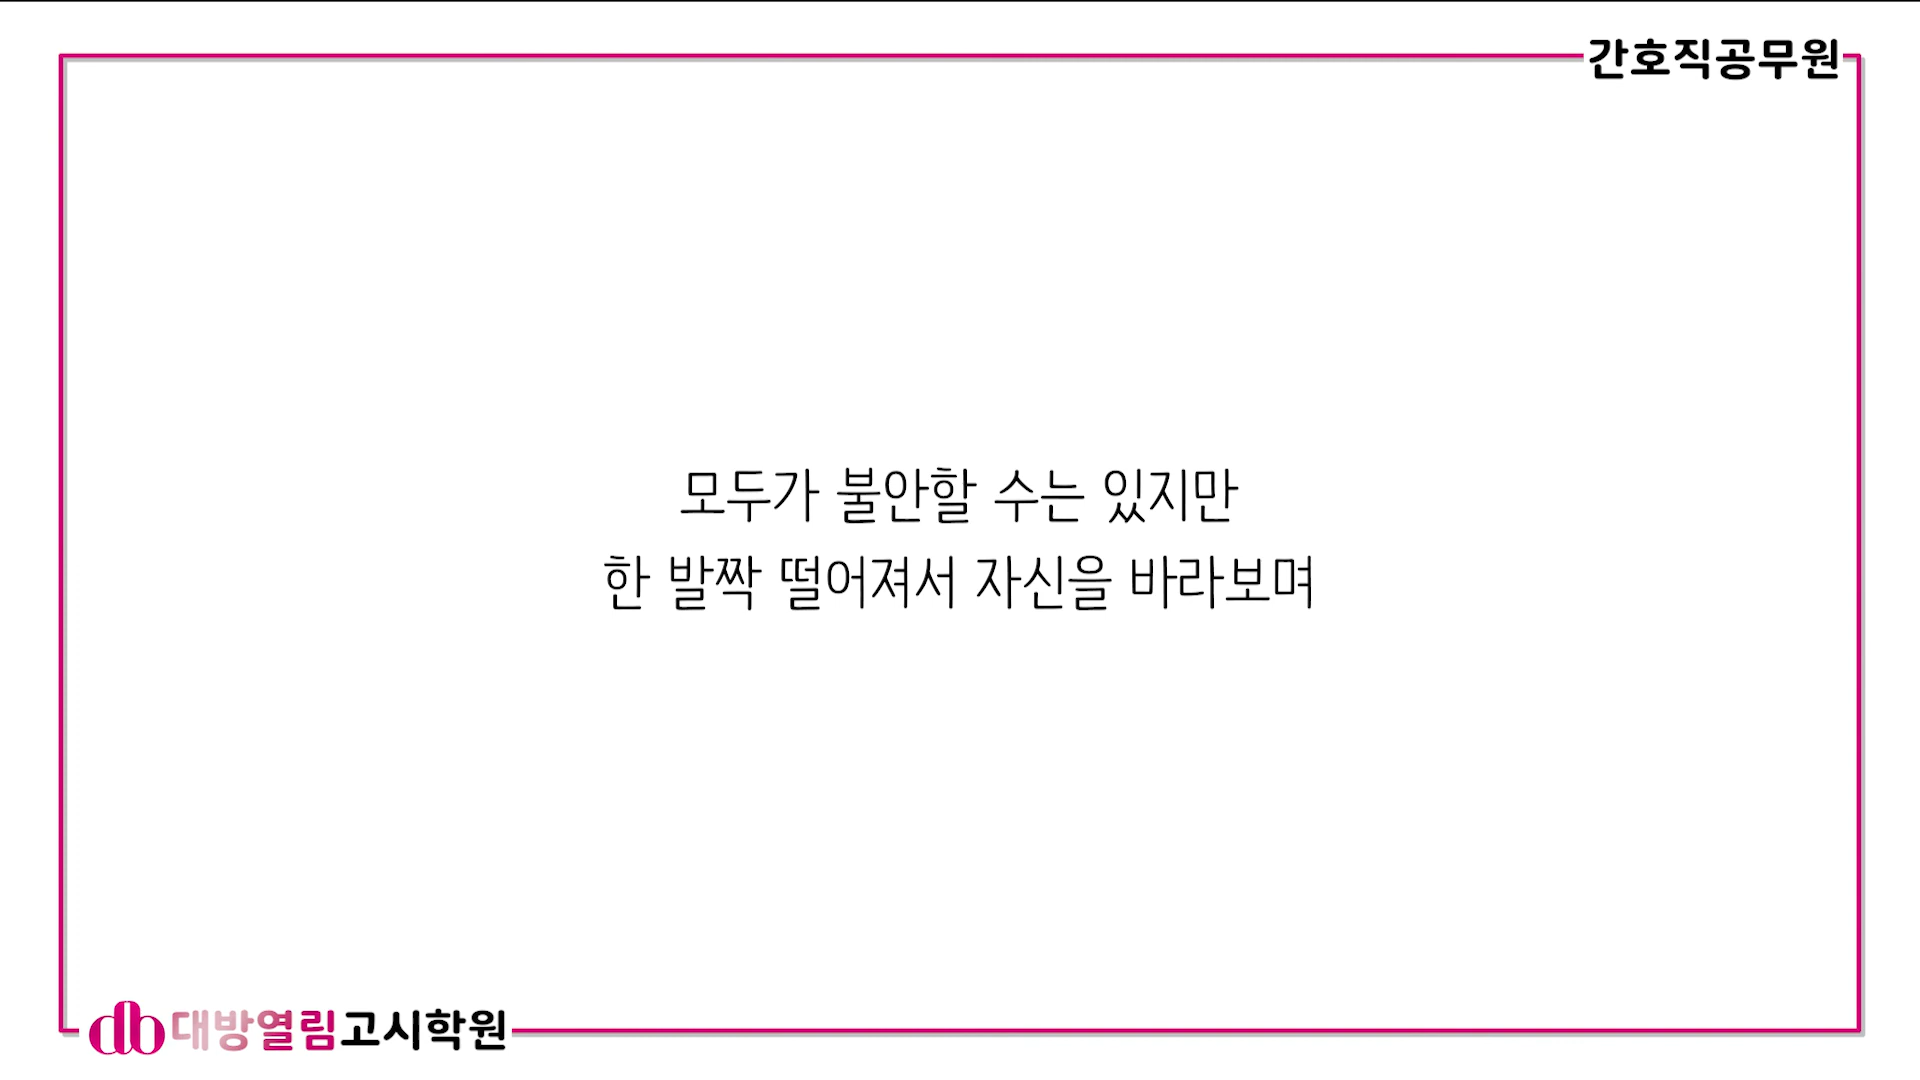 간호직공무원
모두가 불안할 수는 있지만
한 발짝 떨어져서 자신을 바라보며
db 대방열림고시학원